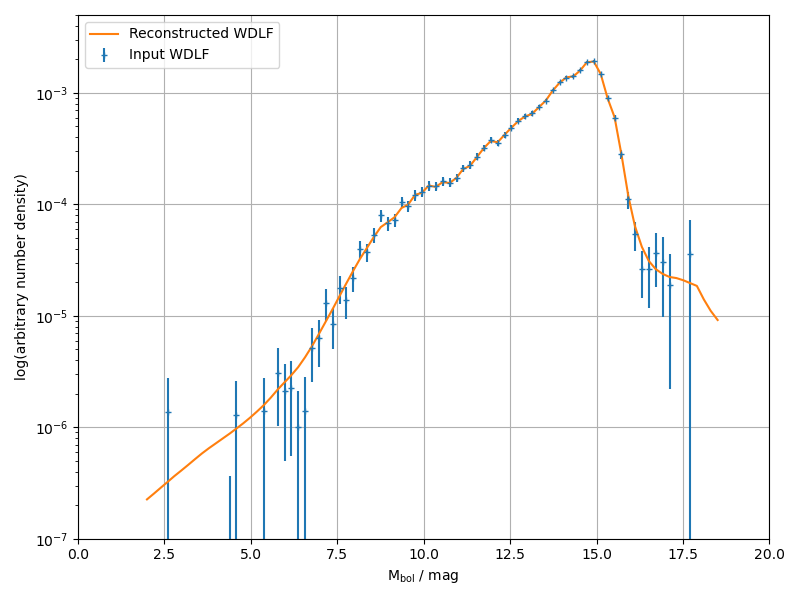 Reconstructed WDLF
Input WDLF
log(arbitrary number density)
10⁻³
10⁻⁴
10⁻⁵
10⁻⁶
10⁻⁷
0.0 2.5 5.0 7.5 10.0 12.5 15.0 17.5 20.0
M_bol / mag